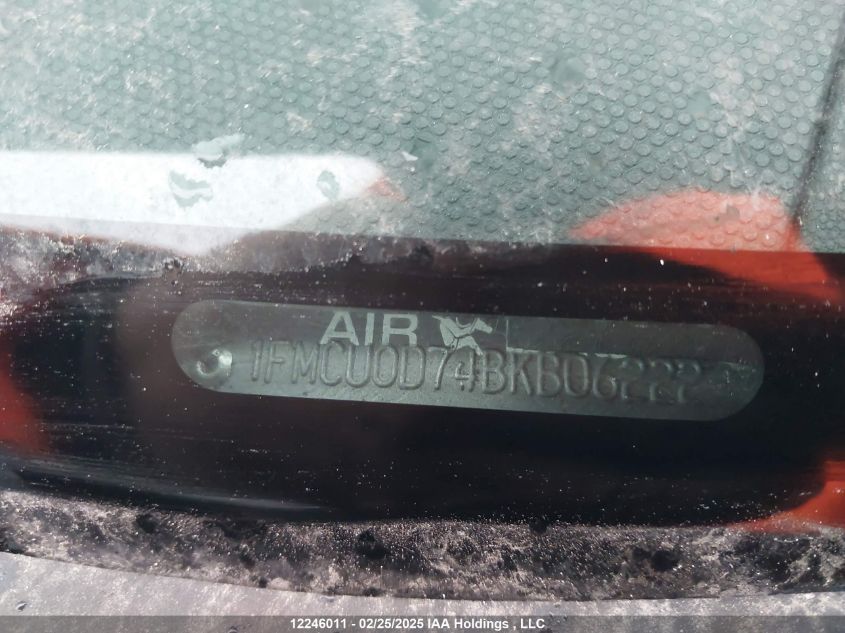 AIR
1FMCU0D74BKB06222
12246011 - 02/25/2025 IAA Holdings , LLC